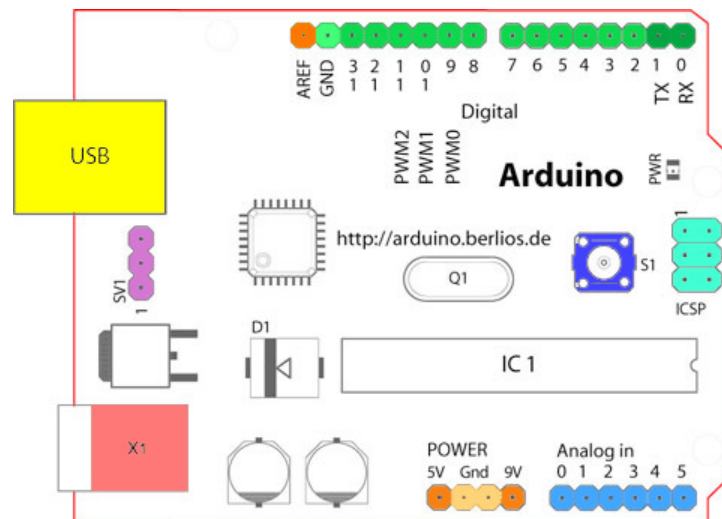 AREF GND 13 12 11 10 9 8 7 6 5 4 3 2 1 0
TX RX
Digital
PWM2 PWM1 PWM0
Arduino
PWR
USB
http://arduino.berlios.de
1
S1
Q1
SV1
1
ICSP
D1
IC 1
X1
POWER
5V Gnd 9V
Analog in
0 1 2 3 4 5